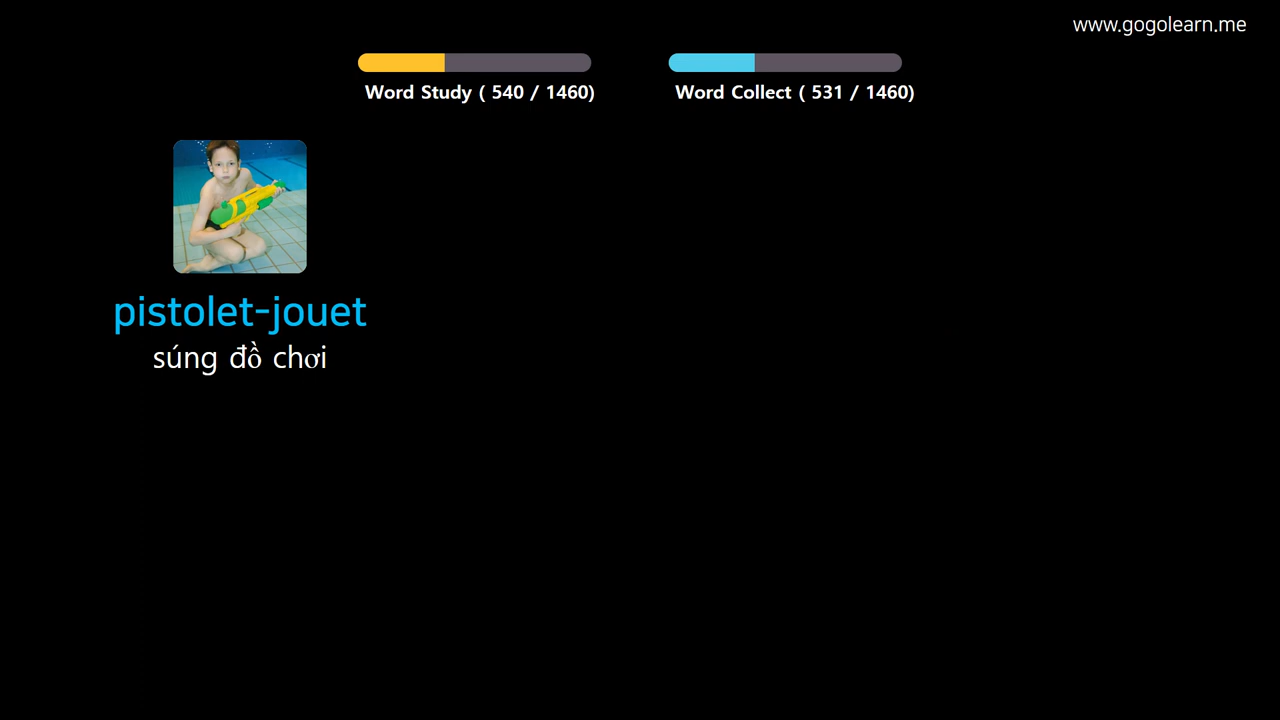 www.gogolearn.me
Word Study ( 540 / 1460)
Word Collect ( 531 / 1460)
pistolet-jouet
súng đồ chơi